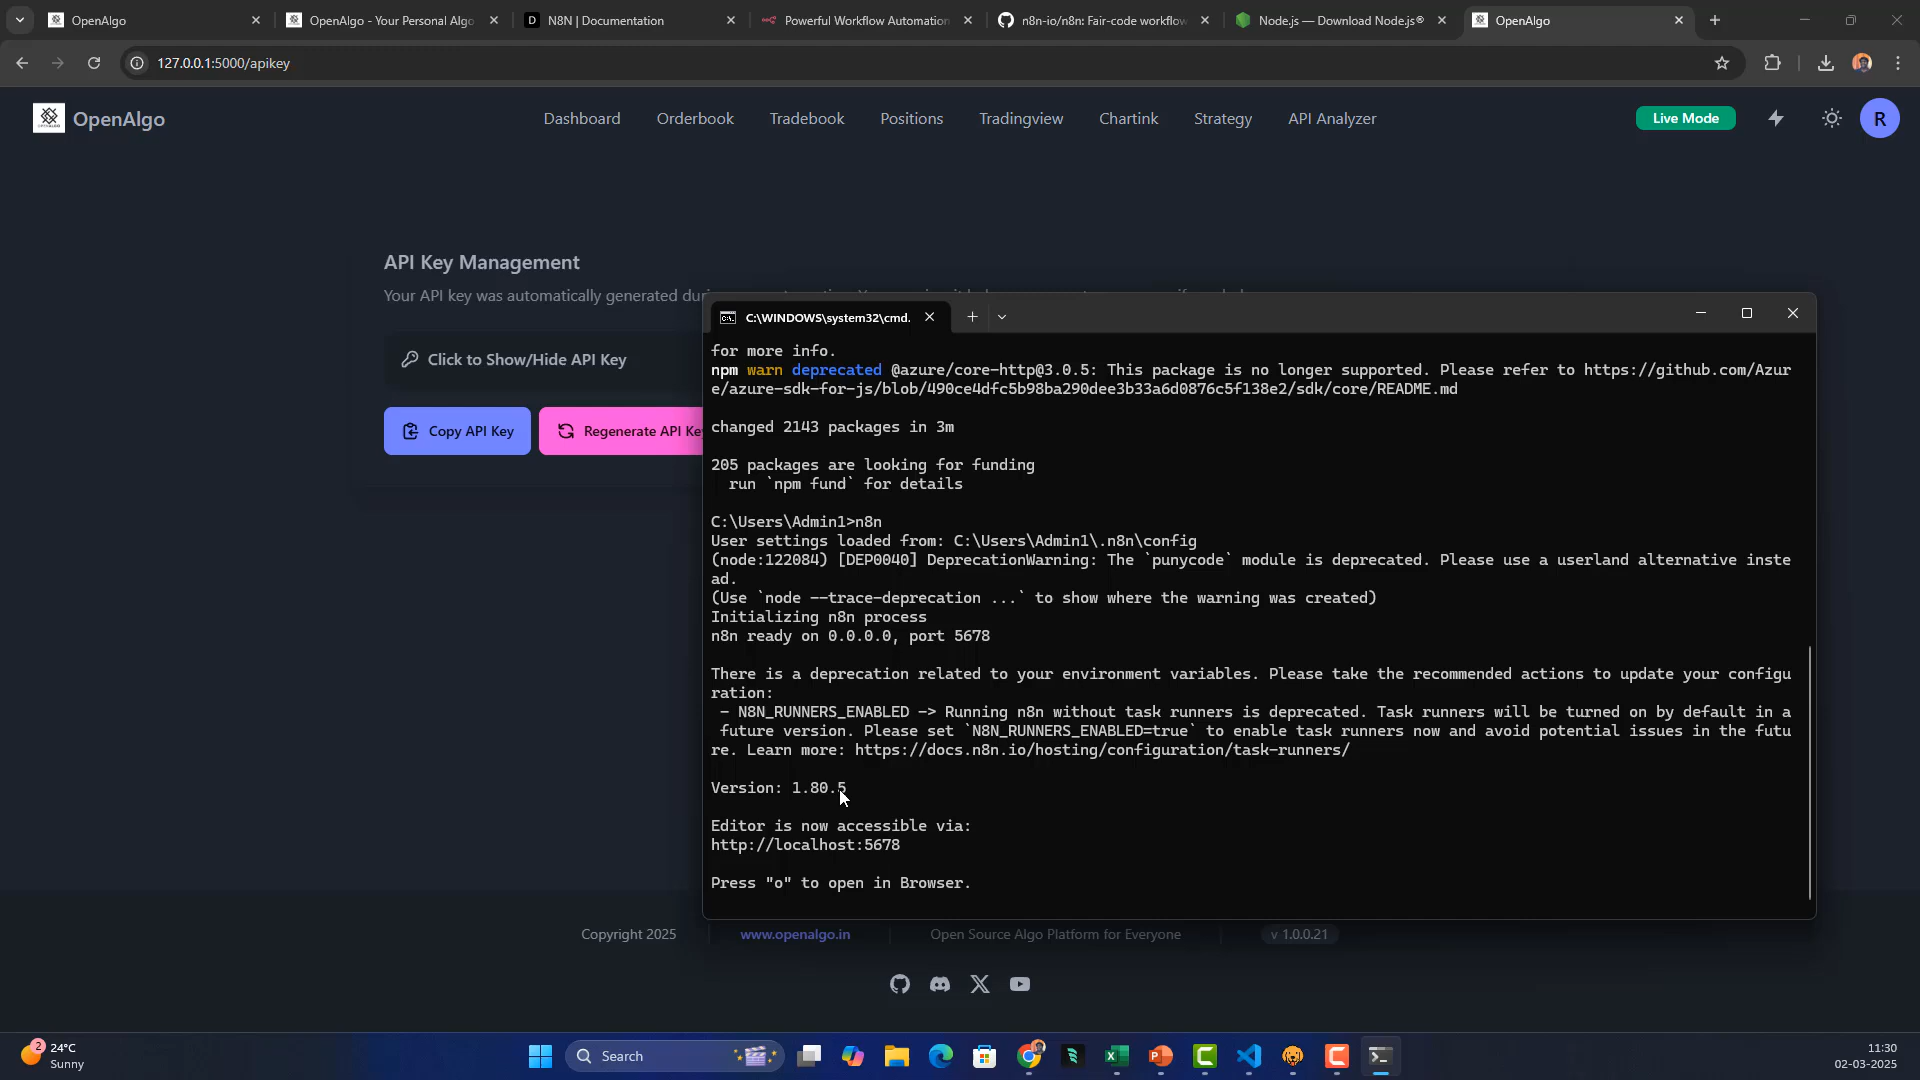 OpenAlgo
OpenAlgo - Your Personal Algo
N8N | Documentation
Powerful Workflow Automation
n8n-io/n8n: Fair-code workflow
Node.js — Download Node.js®
OpenAlgo
127.0.0.1:5000/apikey
OpenAlgo
Dashboard
Orderbook
Tradebook
Positions
Tradingview
Chartink
Strategy
API Analyzer
Live Mode
R
API Key Management
Your API key was automatically generated
Click to Show/Hide API Key
Copy API Key
Regenerate API Key
C:\WINDOWS\system32\cmd.
for more info.
npm warn deprecated @azure/core-http@3.0.5: This package is no longer supported. Please refer to https://github.com/Azur
e/azure-sdk-for-js/blob/490ce4dfc5b98ba290dee3b33a6d0876c5f138e2/sdk/core/README.md
changed 2143 packages in 3m
205 packages are looking for funding
run `npm fund` for details
C:\Users\Admin1>n8n
User settings loaded from: C:\Users\Admin1\.n8n\config
(node:122084) [DEP0040] DeprecationWarning: The `punycode` module is deprecated. Please use a userland alternative inste
ad.
(Use `node --trace-deprecation ...` to show where the warning was created)
Initializing n8n process
n8n ready on 0.0.0.0, port 5678
There is a deprecation related to your environment variables. Please take the recommended actions to update your configu
ration:
- N8N_RUNNERS_ENABLED -> Running n8n without task runners is deprecated. Task runners will be turned on by default in a
future version. Please set `N8N_RUNNERS_ENABLED=true` to enable task runners now and avoid potential issues in the futu
re. Learn more: https://docs.n8n.io/hosting/configuration/task-runners/
Version: 1.80.5
Editor is now accessible via:
http://localhost:5678
Press "o" to open in Browser.
Copyright 2025
www.openalgo.in
Open Source Algo Platform for Everyone
v 1.0.0.21
2
24°C
Sunny
Search
11:30
02-03-2025